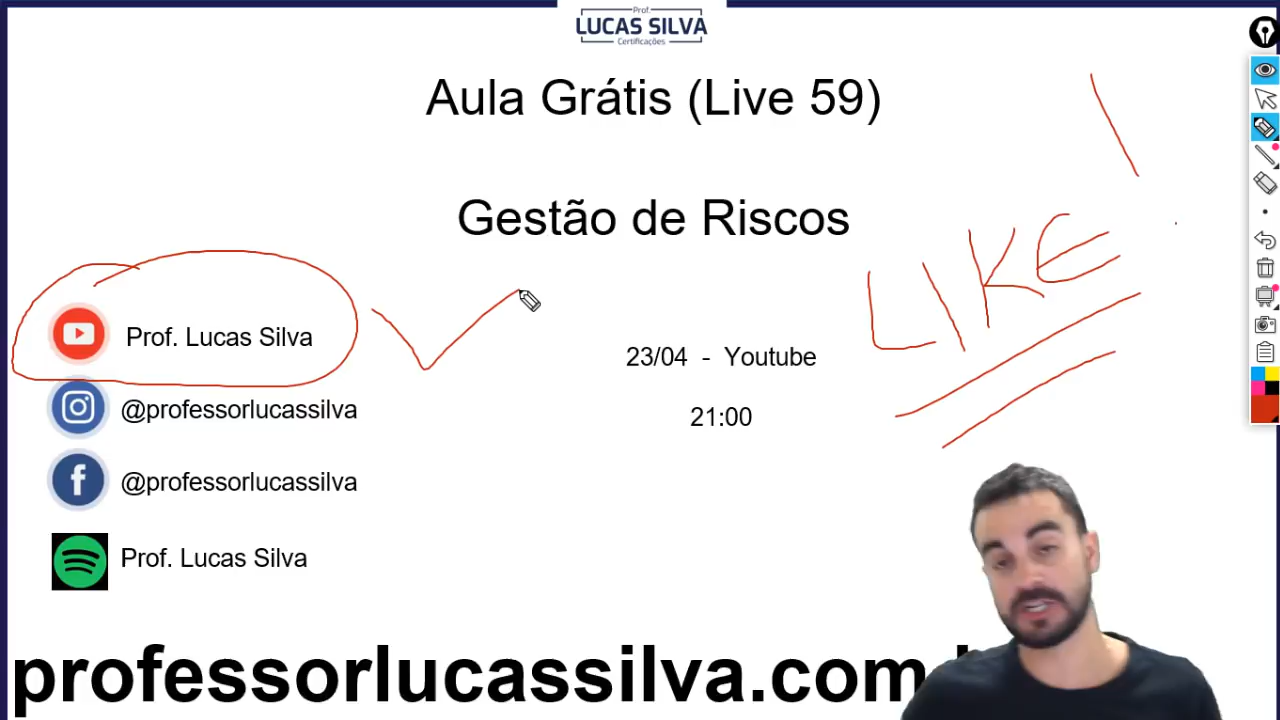 Prof.
LUCAS SILVA
Certificações
Aula Grátis (Live 59)
Gestão de Riscos
LIKE
Prof. Lucas Silva
23/04 - Youtube
@professorlucassilva
21:00
@professorlucassilva
Prof. Lucas Silva
professorlucassilva.com.